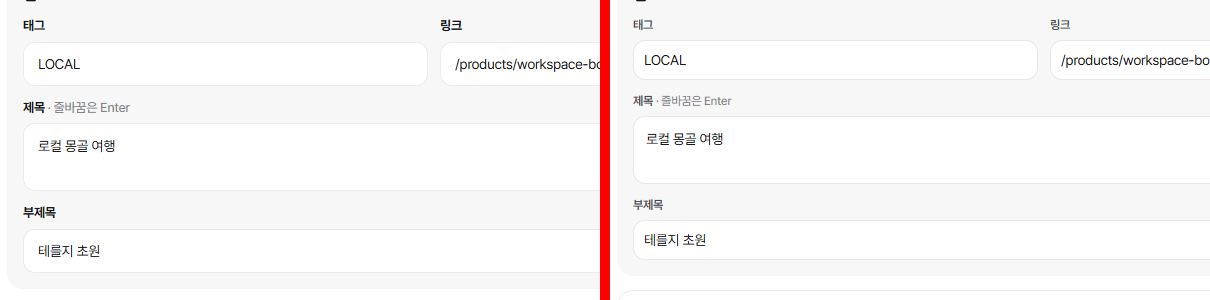 태그 링크
LOCAL /products/workspace-bo
제목 · 줄바꿈은 Enter
로컬 몽골 여행
부제목
테를지 초원
태그 링크
LOCAL /products/workspace-bo
제목 · 줄바꿈은 Enter
로컬 몽골 여행
부제목
테를지 초원